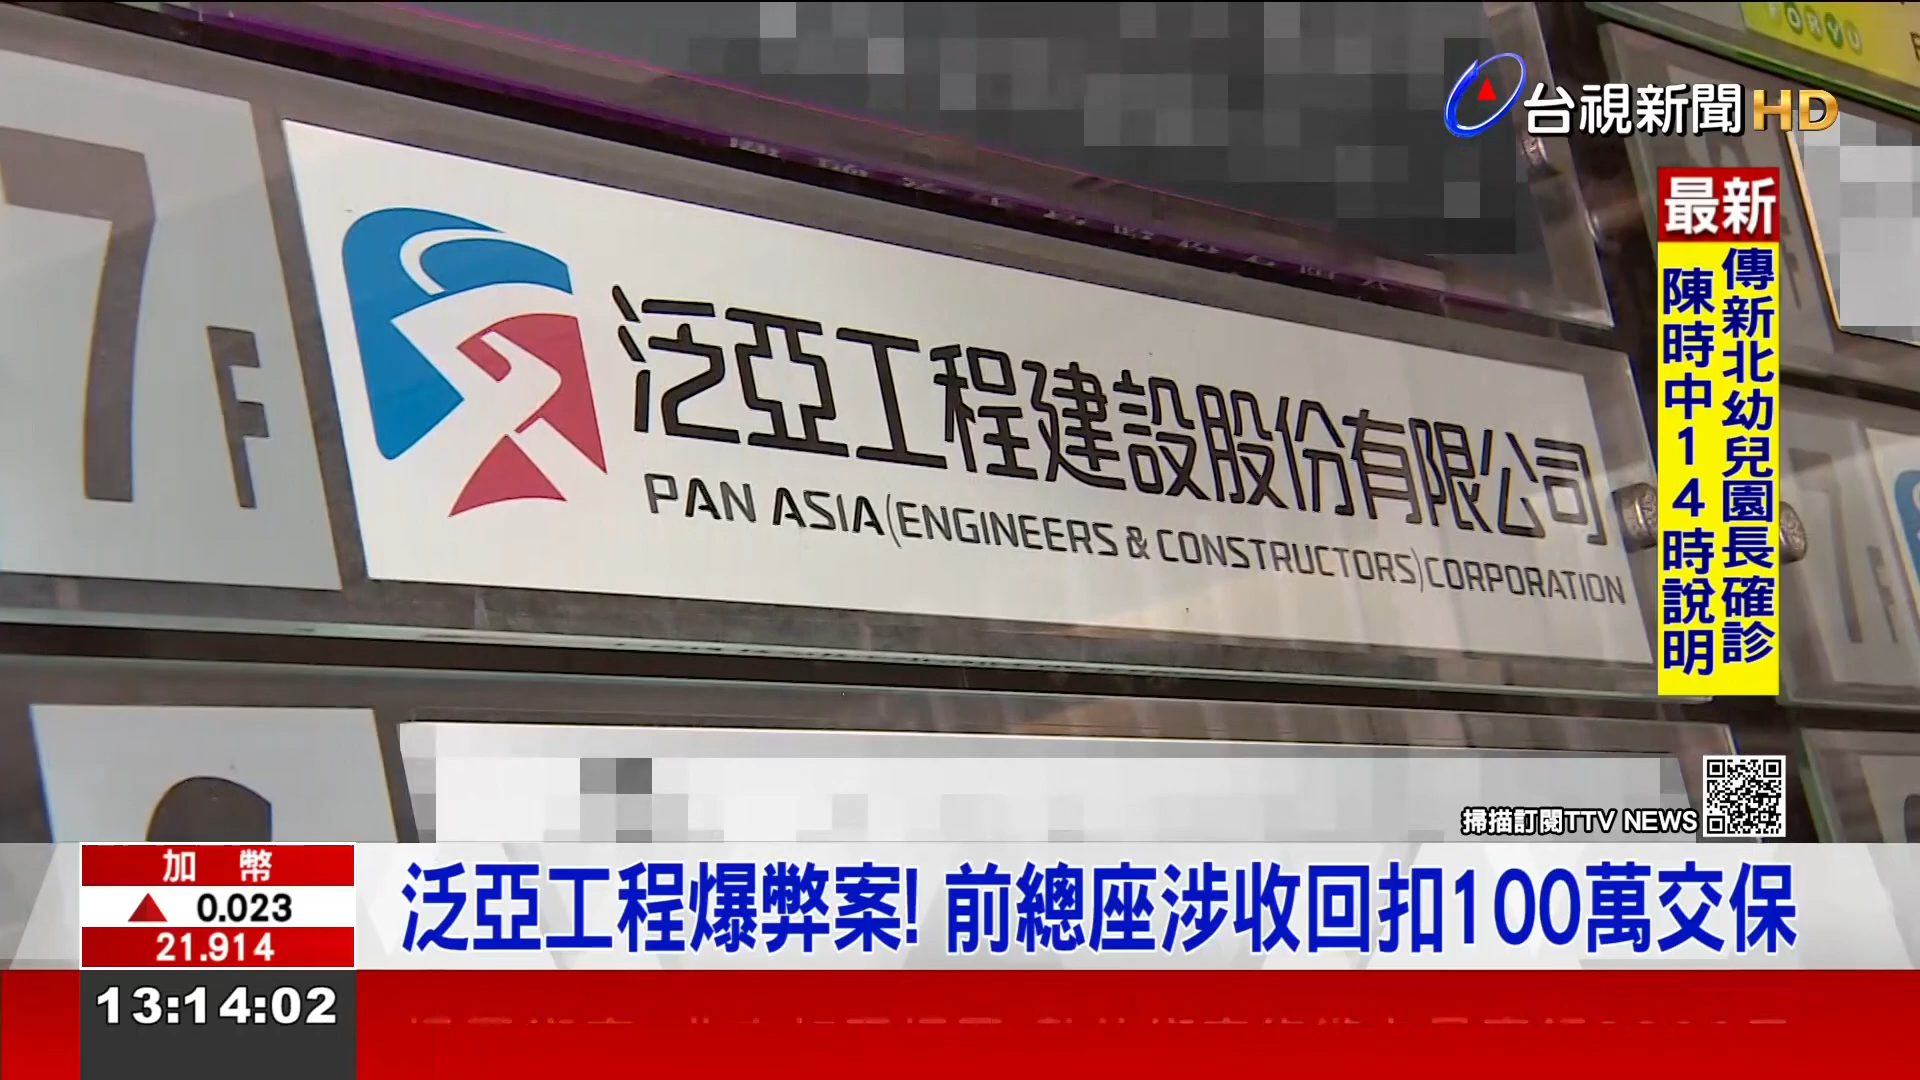 FORYU
台視新聞HD
最新
傳新北幼兒園長確診
陳時中14時說明
7F
泛亞工程建設股份有限公司
PAN ASIA(ENGINEERS & CONSTRUCTORS)CORPORATION
掃描訂閱TTV NEWS
加幣
0.023
21.914
泛亞工程爆弊案! 前總座涉收回扣100萬交保
13:14:02